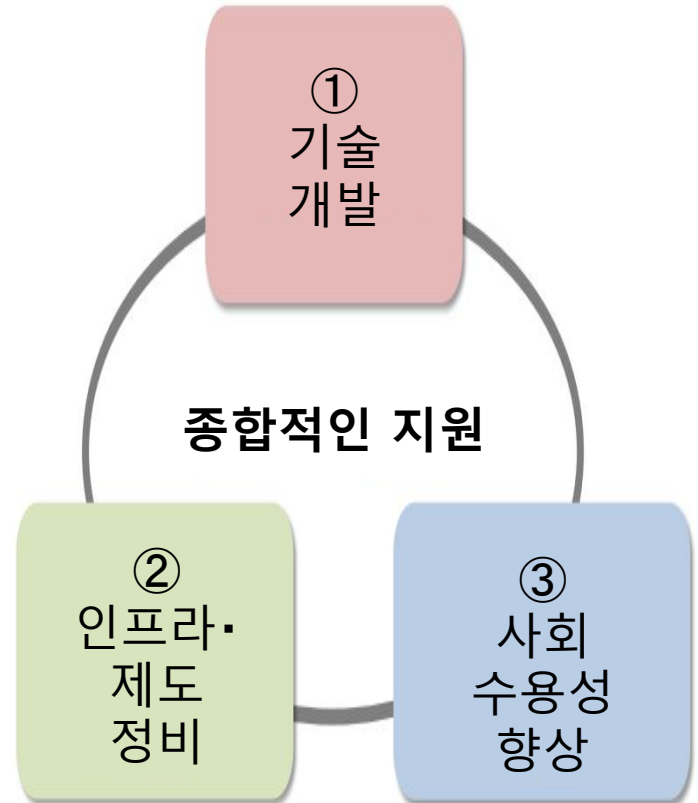 ①
기술
개발
종합적인 지원
②
인프라·
제도
정비
③
사회
수용성
향상